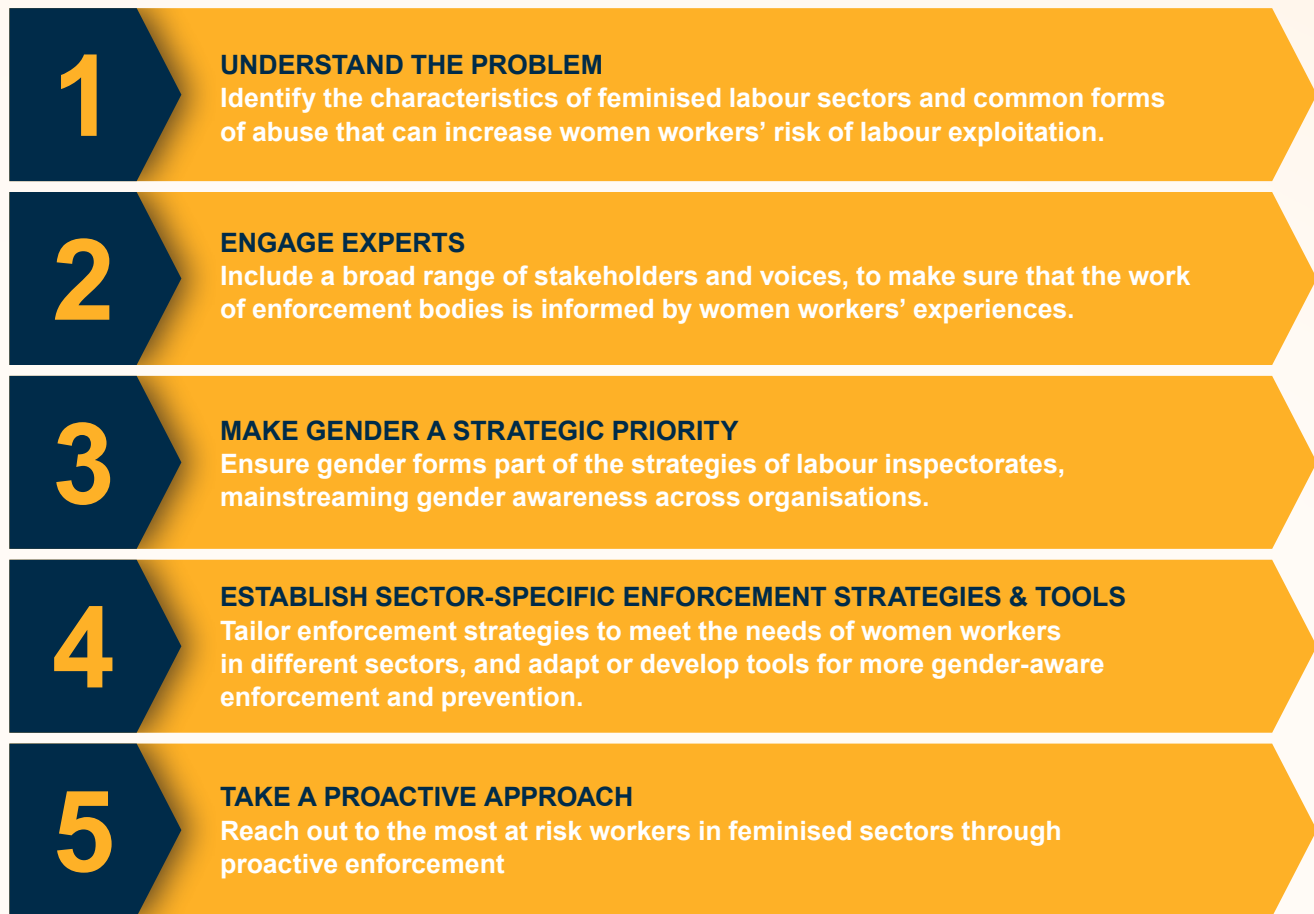 1
UNDERSTAND THE PROBLEM
Identify the characteristics of feminised labour sectors and common forms
of abuse that can increase women workers’ risk of labour exploitation.
2
ENGAGE EXPERTS
Include a broad range of stakeholders and voices, to make sure that the work
of enforcement bodies is informed by women workers’ experiences.
3
MAKE GENDER A STRATEGIC PRIORITY
Ensure gender forms part of the strategies of labour inspectorates,
mainstreaming gender awareness across organisations.
4
ESTABLISH SECTOR-SPECIFIC ENFORCEMENT STRATEGIES & TOOLS
Tailor enforcement strategies to meet the needs of women workers
in different sectors, and adapt or develop tools for more gender-aware
enforcement and prevention.
5
TAKE A PROACTIVE APPROACH
Reach out to the most at risk workers in feminised sectors through
proactive enforcement